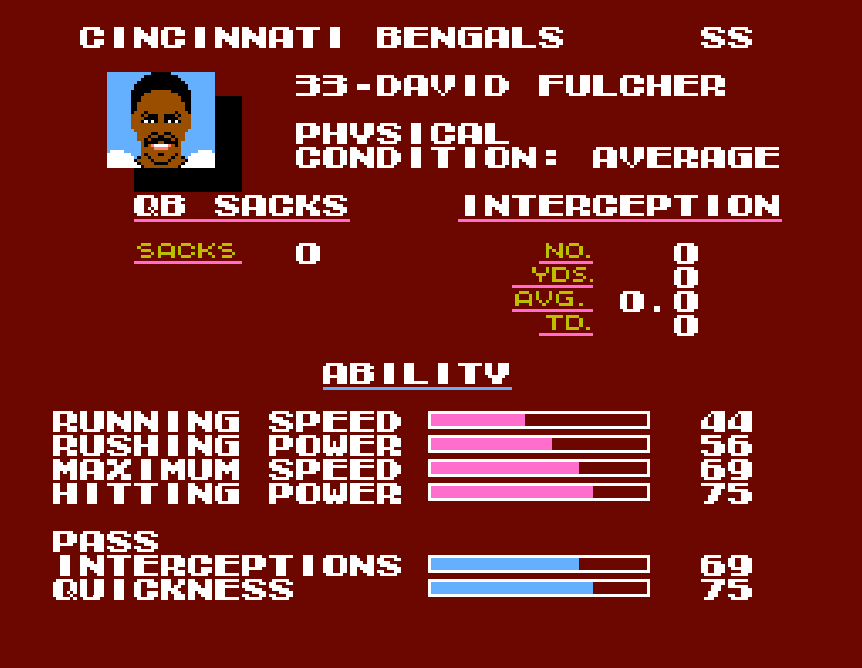 CINCINNATI BENGALS SS
33-DAVID FULCHER
PHYSICAL
CONDITION: AVERAGE
QB SACKS INTERCEPTION
SACKS 0 NO. 0
YDS. 0
AVG. 0.0
TD. 0
ABILITY
RUNNING SPEED 44
RUSHING POWER 56
MAXIMUM SPEED 69
HITTING POWER 75
PASS
INTERCEPTIONS 69
QUICKNESS 75